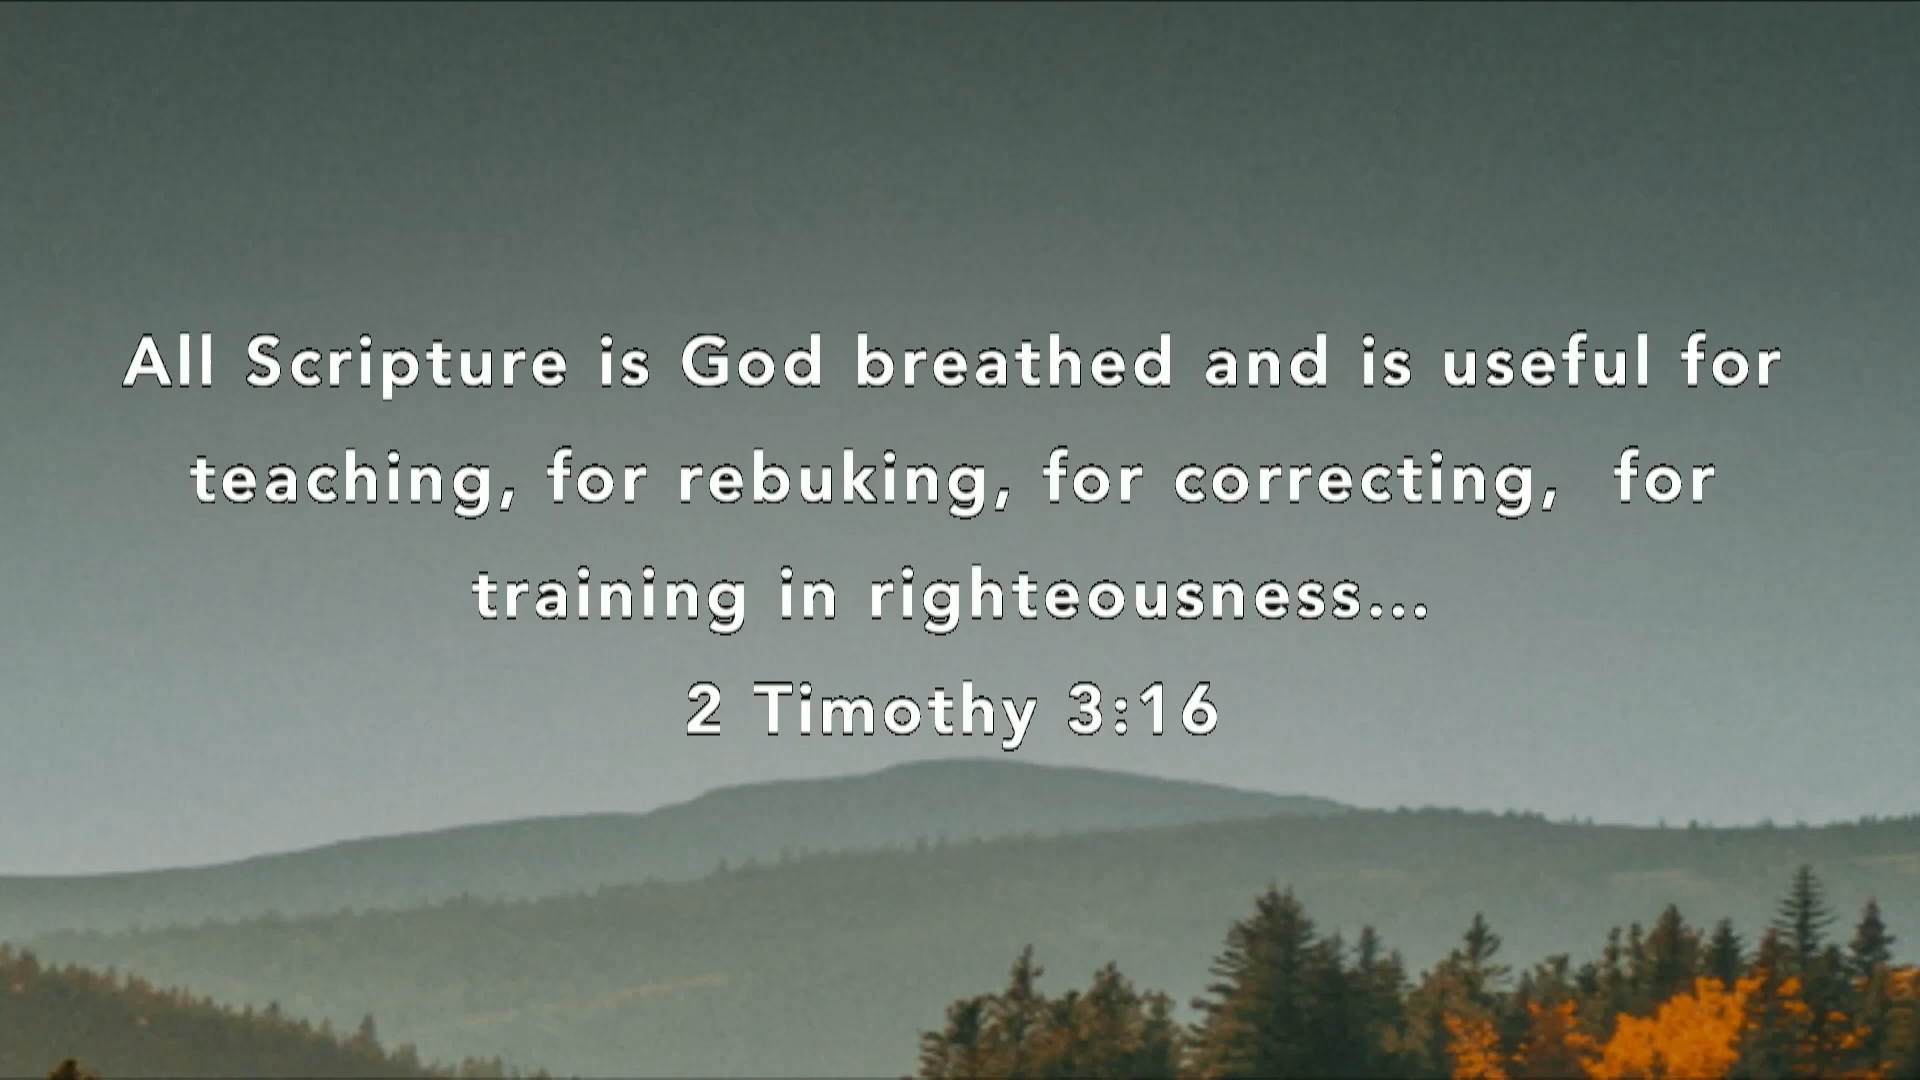 All Scripture is God breathed and is useful for
teaching, for rebuking, for correcting,  for
training in righteousness...
2 Timothy 3:16